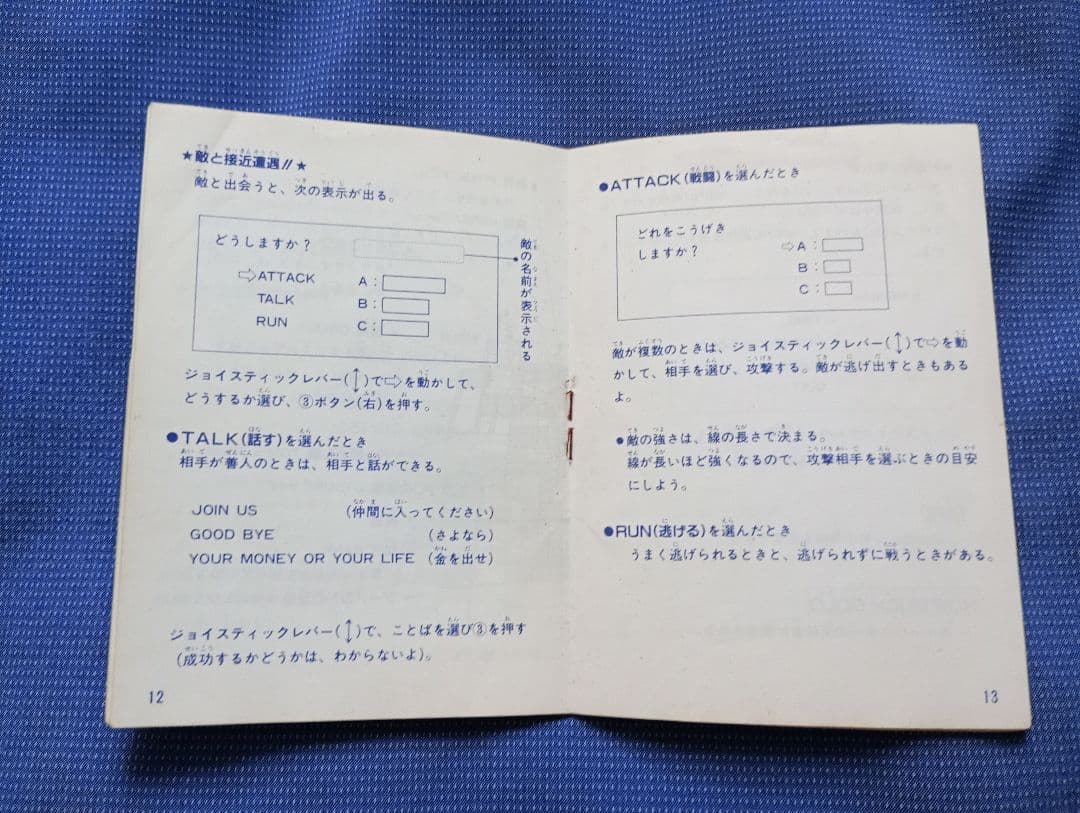 ★敵と接近遭遇!!★
敵と出会うと、次の表示が出る。
どうしますか?
⇨ATTACK
TALK
RUN
A:
B:
C:
敵の名前が表示される
ジョイスティックレバー(↕)で⇨を動かして、
どうするか選び、③ボタン(右)を押す。
●TALK(話す)を選んだとき
相手が善人のときは、相手と話ができる。
JOIN US (仲間に入ってください)
GOOD BYE (さよなら)
YOUR MONEY OR YOUR LIFE (金を出せ)
ジョイスティックレバー(↕)で、ことばを選び③を押す
(成功するかどうかは、わからないよ)。
12
●ATTACK(戦闘)を選んだとき
どれをこうげき
しますか?
⇨A:
B:
C:
敵が複数のときは、ジョイスティックレバー(↕)で⇨を動
かして、相手を選び、攻撃する。敵が逃げ出すときもある
よ。
●敵の強さは、線の長さで決まる。
線が長いほど強くなるので、攻撃相手を選ぶときの目安
にしよう。
●RUN(逃げる)を選んだとき
うまく逃げられるときと、逃げられずに戦うときがある。
13